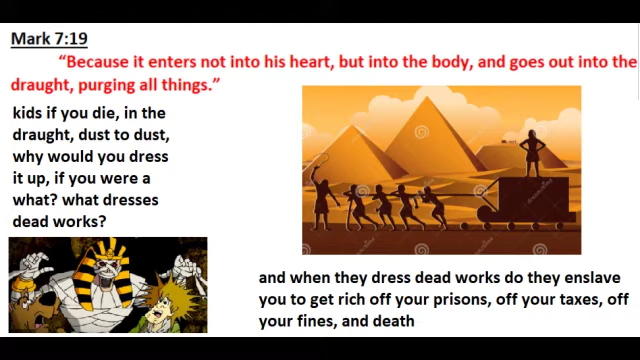 Mark 7:19
“Because it enters not into his heart, but into the body, and goes out into the
draught, purging all things.”
kids if you die, in the
draught, dust to dust,
why would you dress
it up, if you were a
what? what dresses
dead works?
and when they dress dead works do they enslave
you to get rich off your prisons, off your taxes, off
your fines, and death